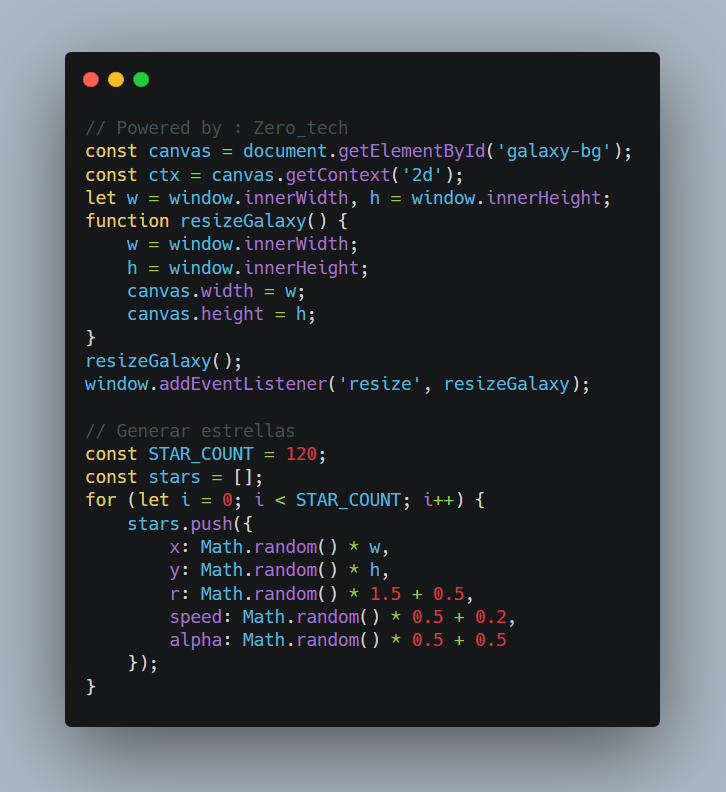 // Powered by : Zero_tech
const canvas = document.getElementById('galaxy-bg');
const ctx = canvas.getContext('2d');
let w = window.innerWidth, h = window.innerHeight;
function resizeGalaxy() {
    w = window.innerWidth;
    h = window.innerHeight;
    canvas.width = w;
    canvas.height = h;
}
resizeGalaxy();
window.addEventListener('resize', resizeGalaxy);

// Generar estrellas
const STAR_COUNT = 120;
const stars = [];
for (let i = 0; i < STAR_COUNT; i++) {
    stars.push({
        x: Math.random() * w,
        y: Math.random() * h,
        r: Math.random() * 1.5 + 0.5,
        speed: Math.random() * 0.5 + 0.2,
        alpha: Math.random() * 0.5 + 0.5
    });
}